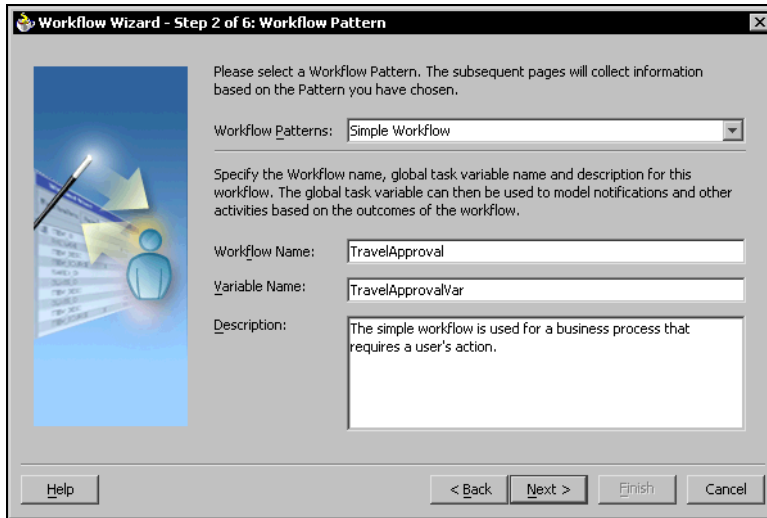 Workflow Wizard - Step 2 of 6: Workflow Pattern
Please select a Workflow Pattern. The subsequent pages will collect information
based on the Pattern you have chosen.
Workflow Patterns: Simple Workflow
Specify the Workflow name, global task variable name and description for this
workflow. The global task variable can then be used to model notifications and other
activities based on the outcomes of the workflow.
Workflow Name: TravelApproval
Variable Name: TravelApprovalVar
Description: The simple workflow is used for a business process that
requires a user's action.
Help < Back Next > Finish Cancel